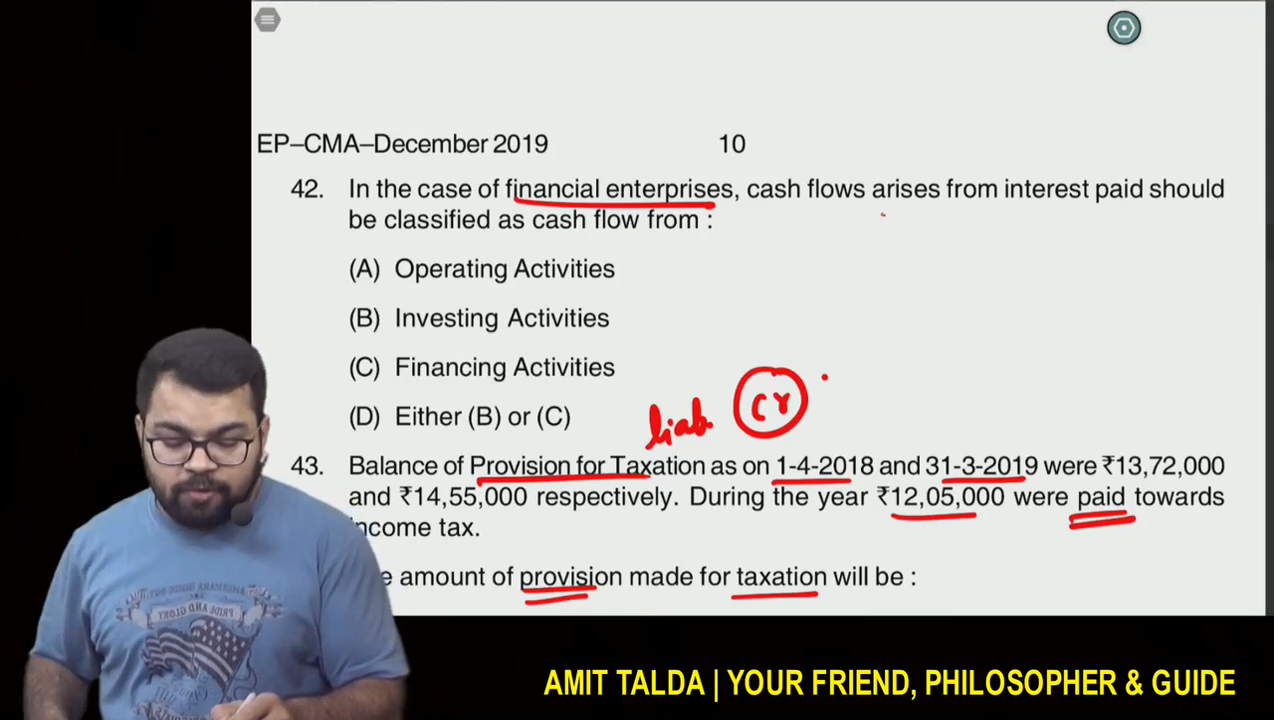 EP–CMA–December 2019 10
42. In the case of financial enterprises, cash flows arises from interest paid should
be classified as cash flow from :
(A) Operating Activities
(B) Investing Activities
(C) Financing Activities
(D) Either (B) or (C)
liab. Cr
43. Balance of Provision for Taxation as on 1-4-2018 and 31-3-2019 were ₹13,72,000
and ₹14,55,000 respectively. During the year ₹12,05,000 were paid towards
income tax.
e amount of provision made for taxation will be :
PRIDE AND GLORY
AMIT TALDA | YOUR FRIEND, PHILOSOPHER & GUIDE